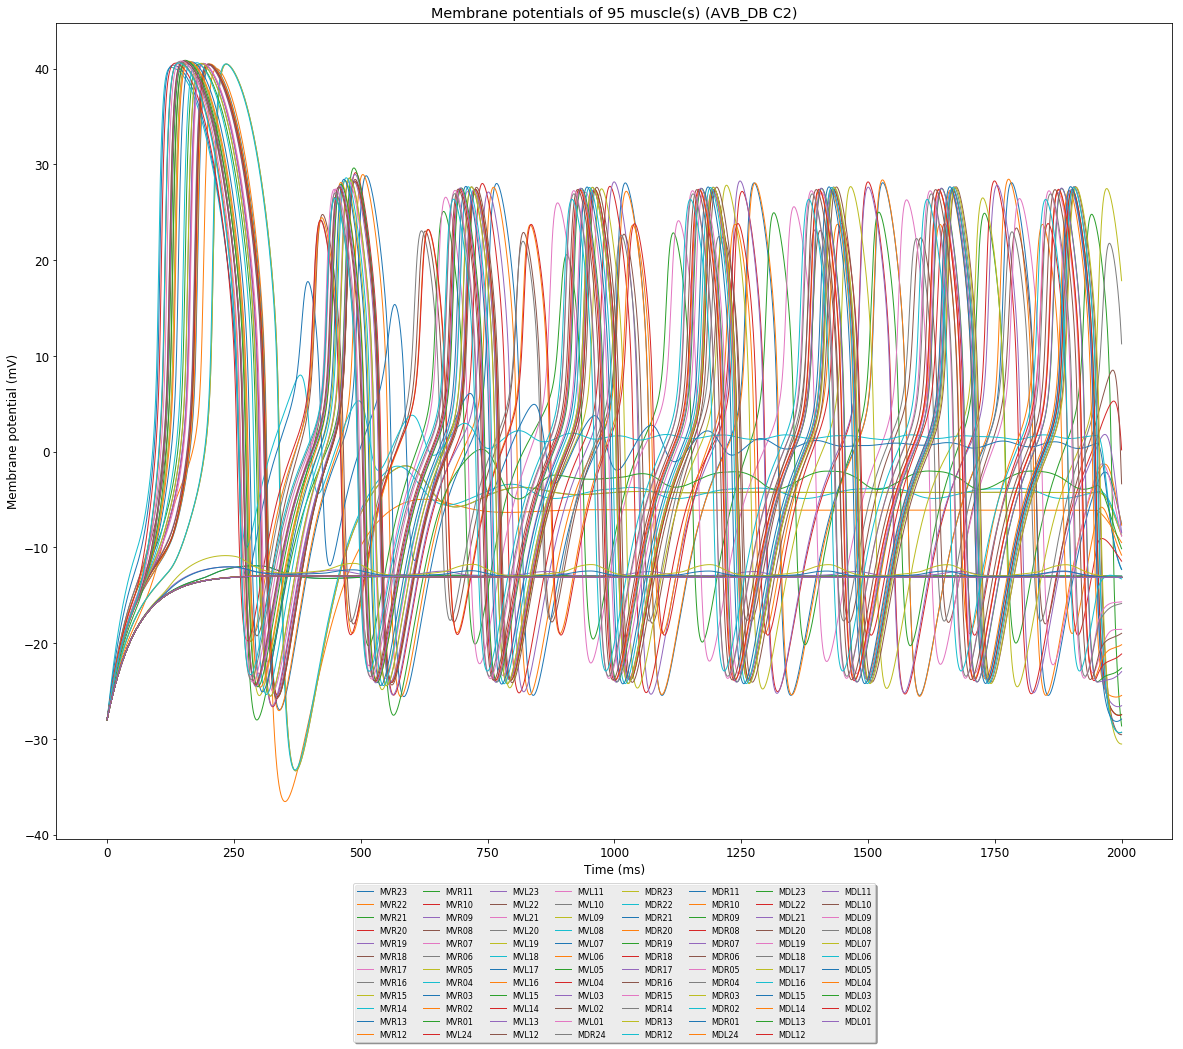 Membrane potentials of 95 muscle(s) (AVB_DB C2)
Membrane potential (mV)
40
30
20
10
0
−10
−20
−30
−40
0 250 500 750 1000 1250 1500 1750 2000
Time (ms)
MVR23 MVR11 MVL23 MVL11 MDR23 MDR11 MDL23 MDL11
MVR22 MVR10 MVL22 MVL10 MDR22 MDR10 MDL22 MDL10
MVR21 MVR09 MVL21 MVL09 MDR21 MDR09 MDL21 MDL09
MVR20 MVR08 MVL20 MVL08 MDR20 MDR08 MDL20 MDL08
MVR19 MVR07 MVL19 MVL07 MDR19 MDR07 MDL19 MDL07
MVR18 MVR06 MVL18 MVL06 MDR18 MDR06 MDL18 MDL06
MVR17 MVR05 MVL17 MVL05 MDR17 MDR05 MDL17 MDL05
MVR16 MVR04 MVL16 MVL04 MDR16 MDR04 MDL16 MDL04
MVR15 MVR03 MVL15 MVL03 MDR15 MDR03 MDL15 MDL03
MVR14 MVR02 MVL14 MVL02 MDR14 MDR02 MDL14 MDL02
MVR13 MVR01 MVL13 MVL01 MDR13 MDR01 MDL13 MDL01
MVR12 MVL24 MVL12 MDR24 MDR12 MDL24 MDL12